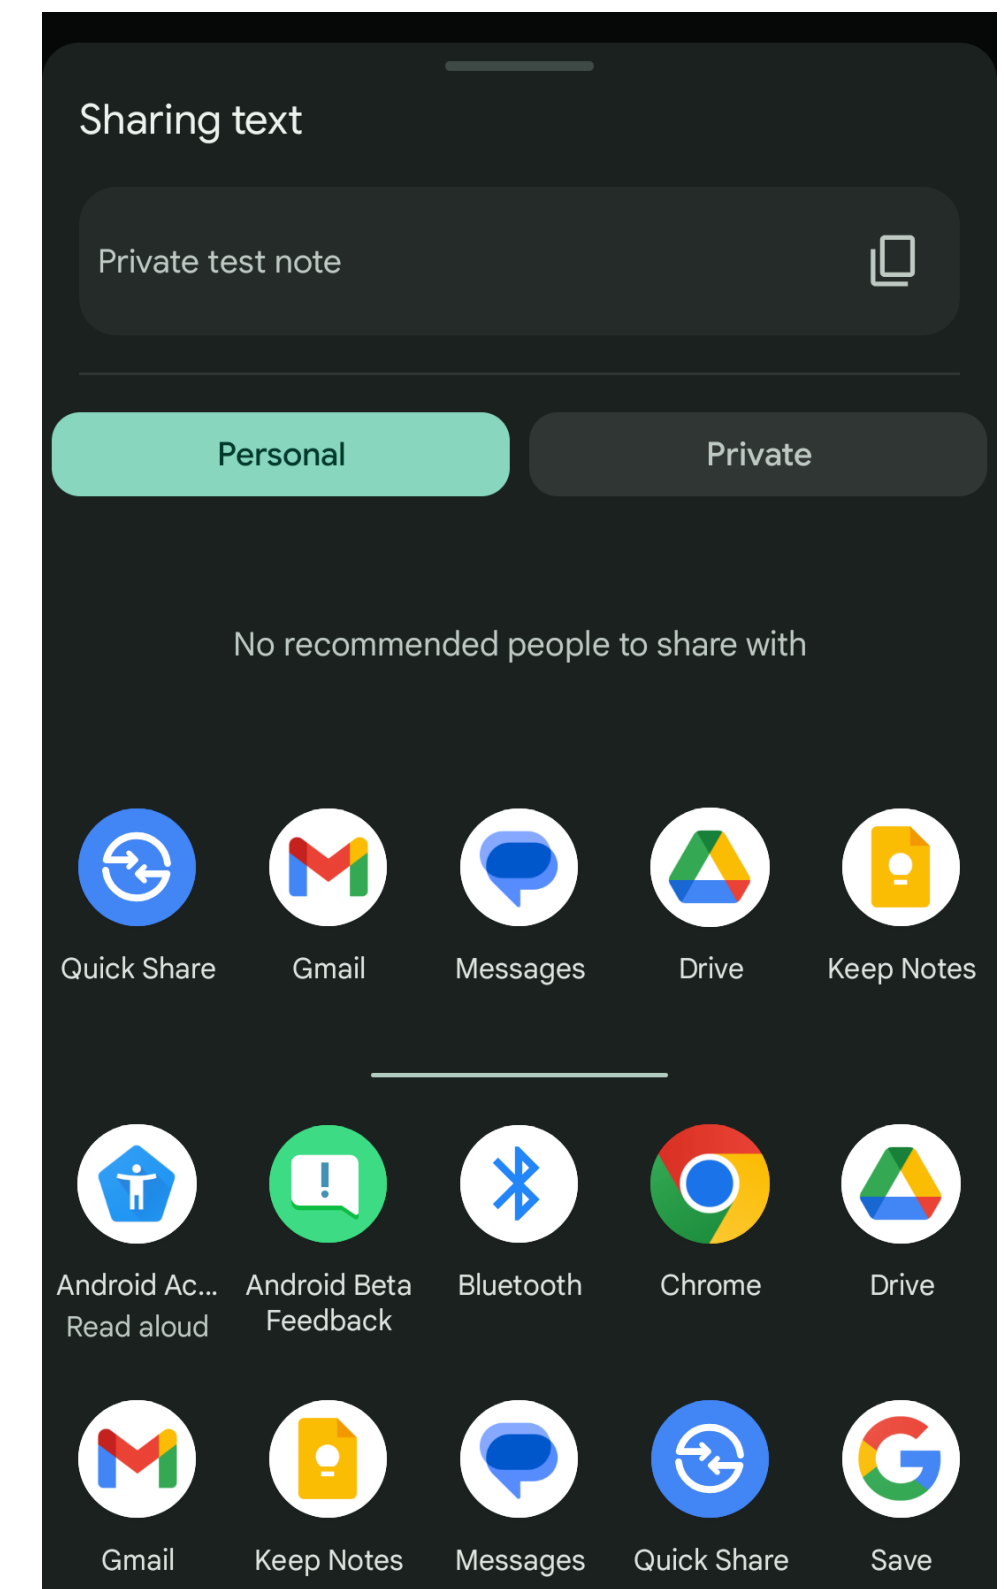 Sharing text
Private test note
Personal
Private
No recommended people to share with
Quick Share
Gmail
Messages
Drive
Keep Notes
Android Ac...
Read aloud
Android Beta
Feedback
Bluetooth
Chrome
Drive
Gmail
Keep Notes
Messages
Quick Share
Save